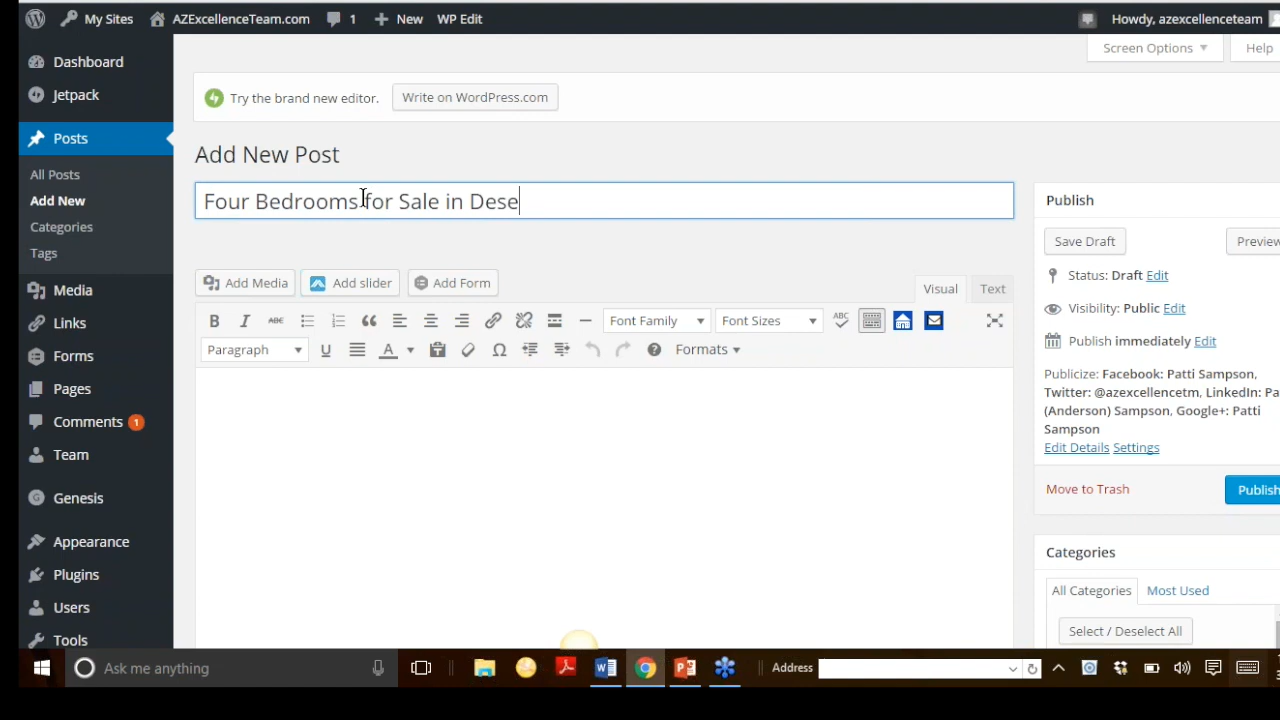 My Sites AZExcellenceTeam.com 1 New WP Edit Howdy, azexcellenceteam
Screen Options Help
Dashboard
Jetpack
Posts
All Posts
Add New
Categories
Tags
Media
Links
Forms
Pages
Comments 1
Team
Genesis
Appearance
Plugins
Users
Tools
Try the brand new editor. Write on WordPress.com
Add New Post
Four Bedrooms for Sale in Dese
Add Media Add slider Add Form
Visual Text
B I ABC Font Family Font Sizes ABC
Paragraph U A Formats
Publish
Save Draft Preview
Status: Draft Edit
Visibility: Public Edit
Publish immediately Edit
Publicize: Facebook: Patti Sampson,
Twitter: @azexcellencetm, LinkedIn: Pa
(Anderson) Sampson, Google+: Patti
Sampson
Edit Details Settings
Move to Trash Publish
Categories
All Categories Most Used
Select / Deselect All
Ask me anything Address